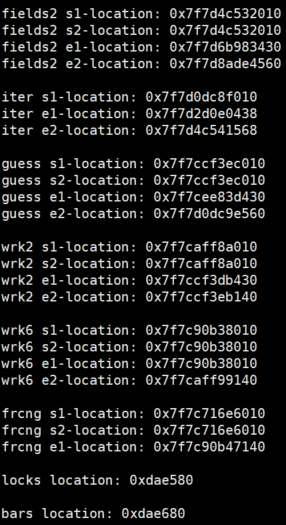 fields2 s1-location: 0x7f7d4c532010
fields2 s2-location: 0x7f7d4c532010
fields2 e1-location: 0x7f7d6b983430
fields2 e2-location: 0x7f7d8ade4560
iter s1-location: 0x7f7d0dc8f010
iter e1-location: 0x7f7d2d0e0438
iter e2-location: 0x7f7d4c541568
guess s1-location: 0x7f7ccf3ec010
guess s2-location: 0x7f7ccf3ec010
guess e1-location: 0x7f7cee83d430
guess e2-location: 0x7f7d0dc9e560
wrk2 s1-location: 0x7f7caff8a010
wrk2 s2-location: 0x7f7caff8a010
wrk2 e1-location: 0x7f7ccf3db430
wrk2 e2-location: 0x7f7ccf3eb140
wrk6 s1-location: 0x7f7c90b38010
wrk6 s2-location: 0x7f7c90b38010
wrk6 e1-location: 0x7f7c90b38010
wrk6 e2-location: 0x7f7caff99140
frcng s1-location: 0x7f7c716e6010
frcng s2-location: 0x7f7c716e6010
frcng e1-location: 0x7f7c90b47140
locks location: 0xdae580
bars location: 0xdae680